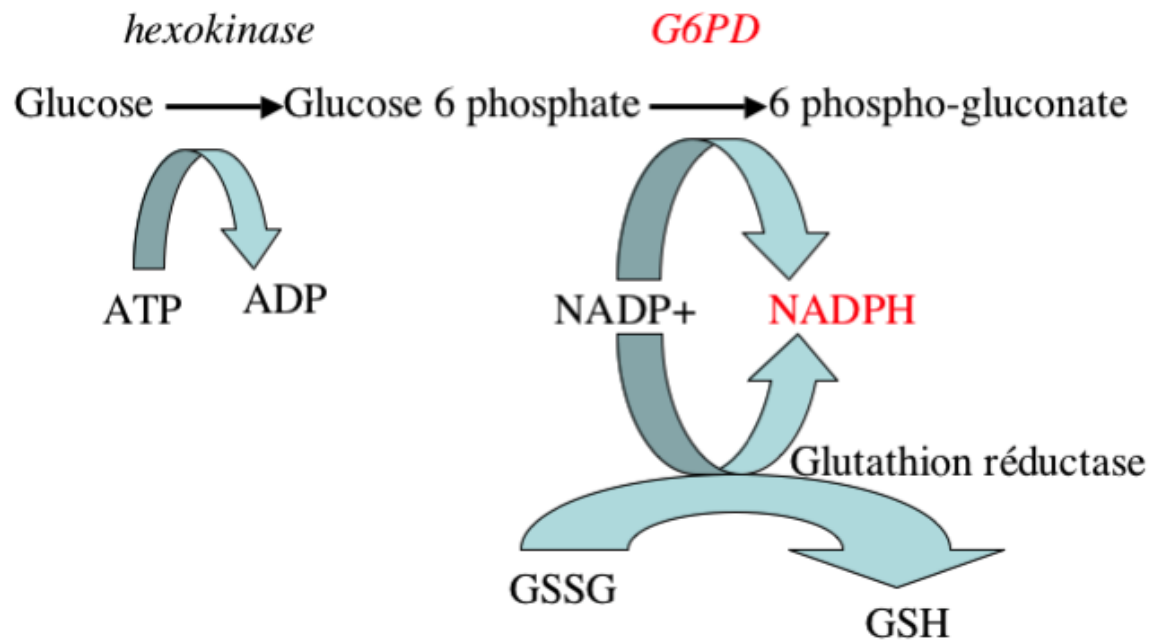 hexokinase
G6PD
Glucose
Glucose 6 phosphate
6 phospho-gluconate
ATP
ADP
NADP+
NADPH
Glutathion réductase
GSSG
GSH